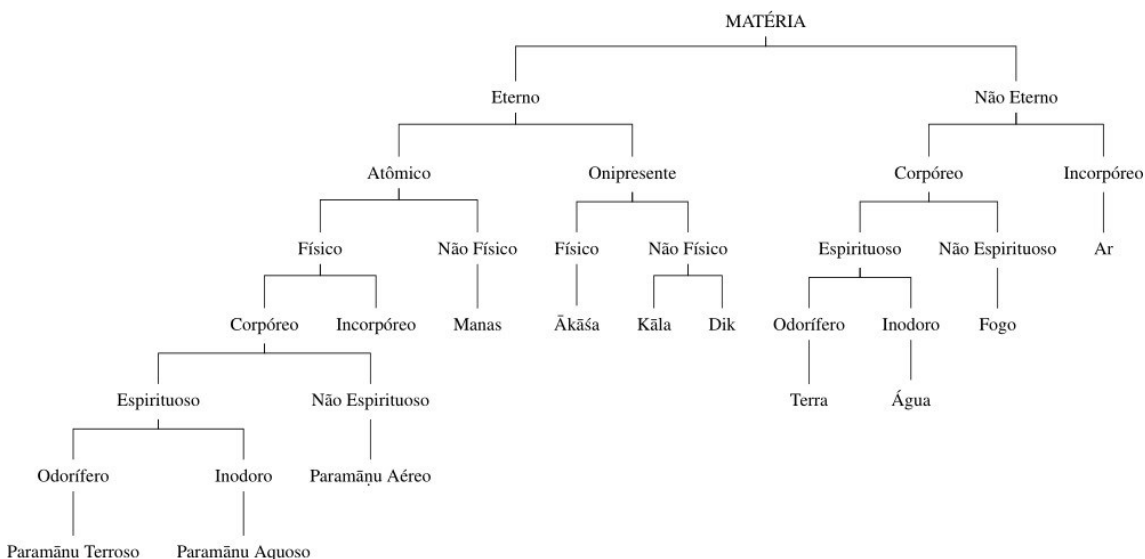 MATÉRIA
Eterno Não Eterno
Atômico Onipresente Corpóreo Incorpóreo
Físico Não Físico Físico Não Físico Espirituoso Não Espirituoso Ar
Corpóreo Incorpóreo Manas Ākāśa Kāla Dik Odorífero Inodoro Fogo
Espirituoso Não Espirituoso Terra Água
Odorífero Inodoro Paramāṇu Aéreo
Paramānu Terroso Paramānu Aquoso